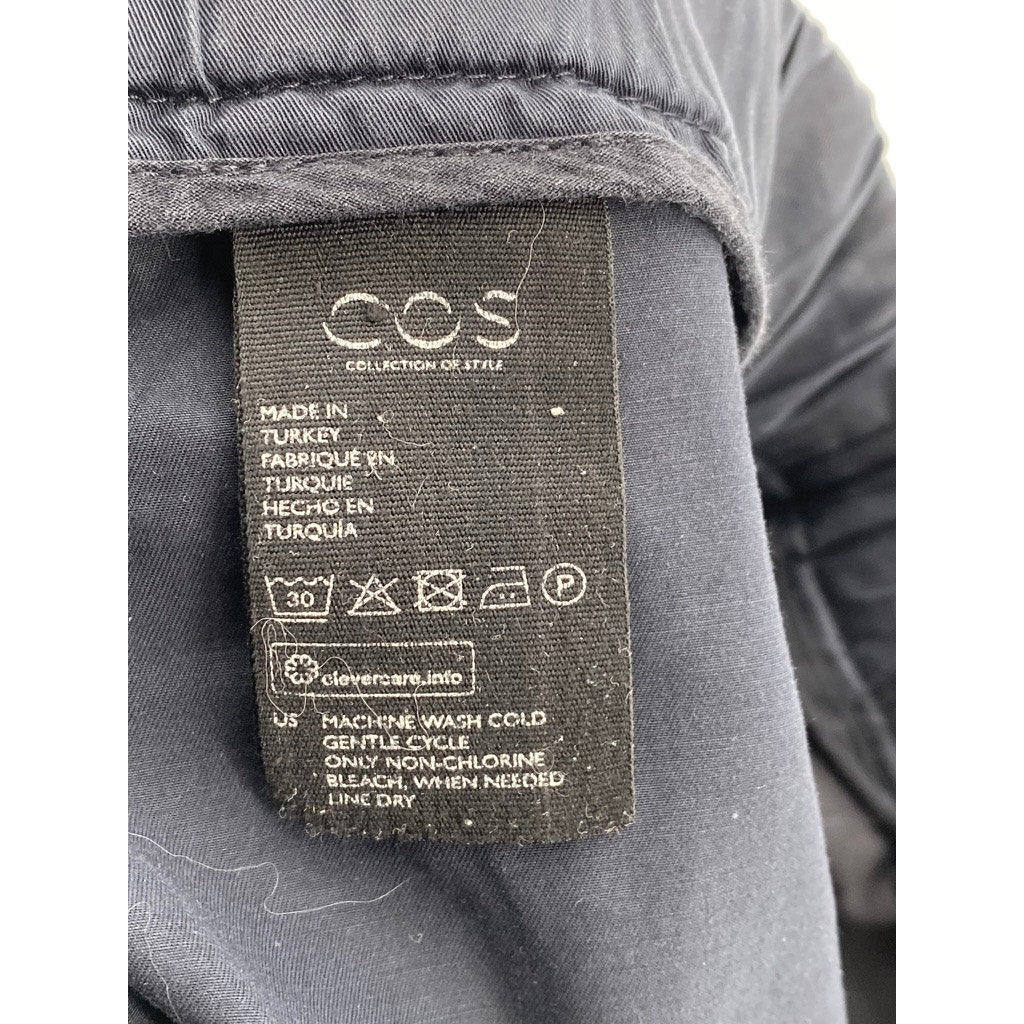 COS
COLLECTION OF STYLE
MADE IN
TURKEY
FABRIQUE EN
TURQUIE
HECHO EN
TURQUÍA
30
P
clevercare.info
US MACHINE WASH COLD
GENTLE CYCLE
ONLY NON-CHLORINE
BLEACH, WHEN NEEDED
LINE DRY